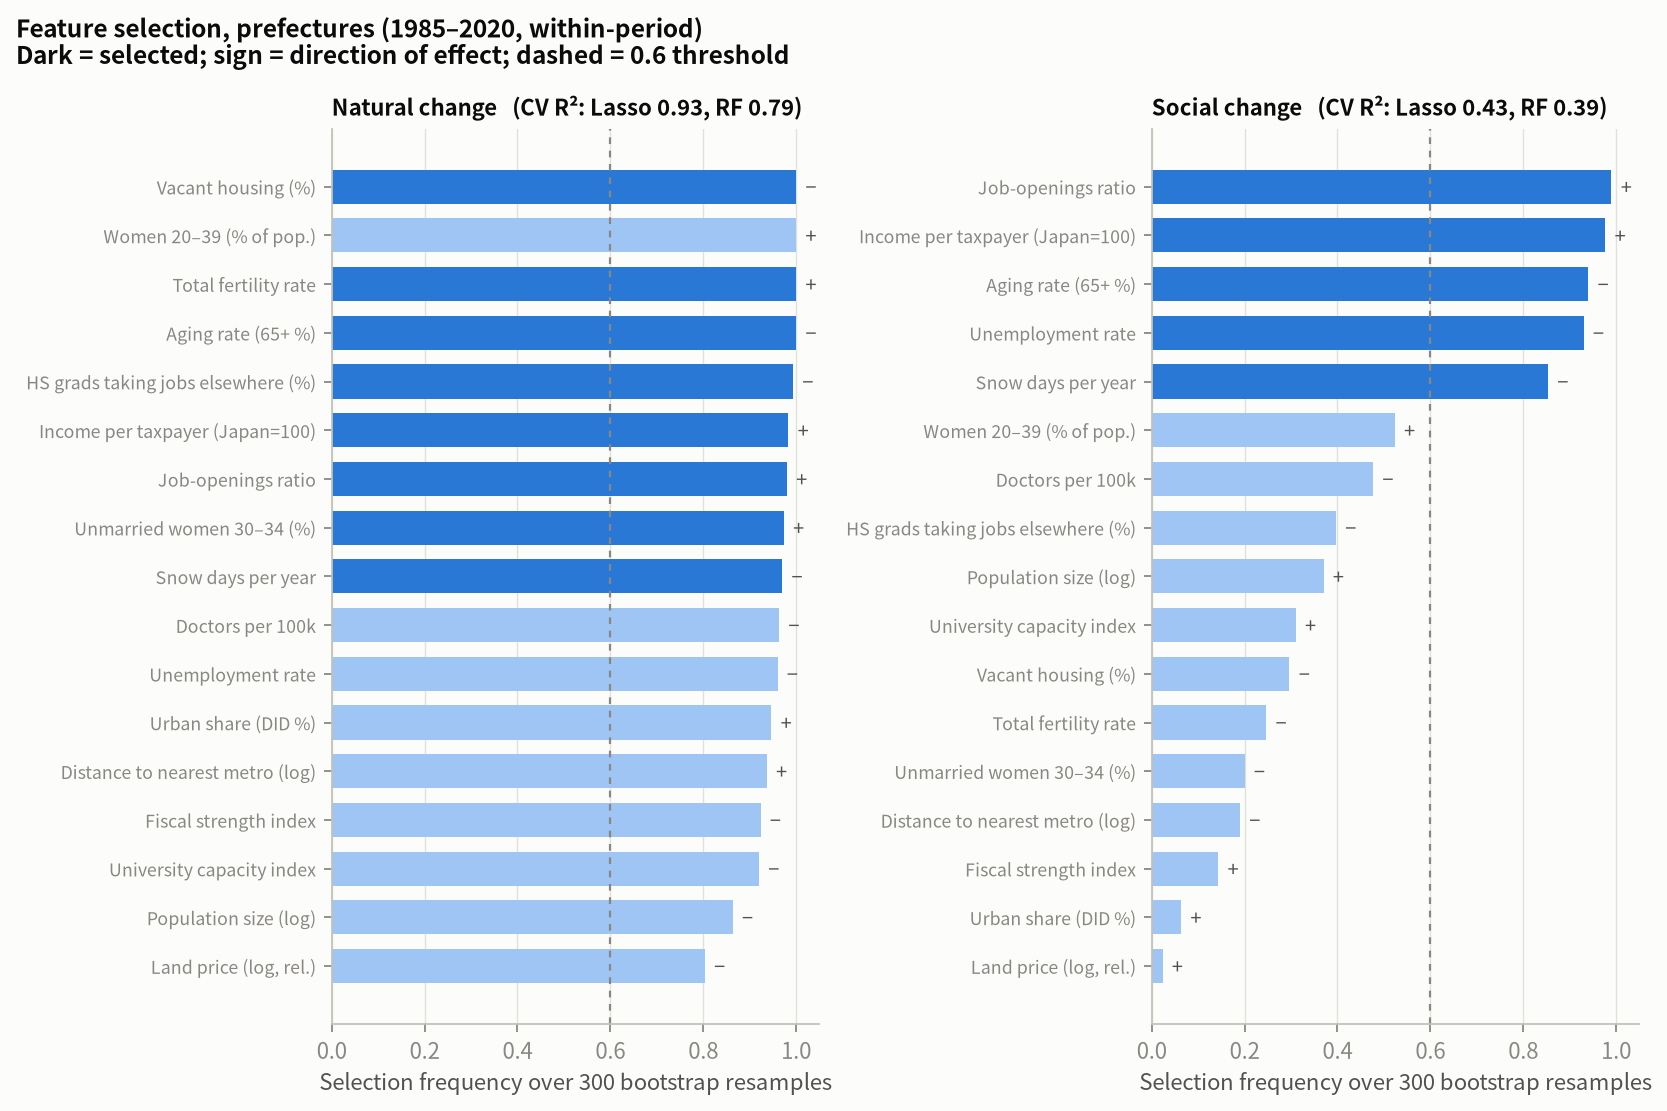 Feature selection, prefectures (1985–2020, within-period)
Dark = selected; sign = direction of effect; dashed = 0.6 threshold
Natural change (CV R²: Lasso 0.93, RF 0.79)
Vacant housing (%) −
Women 20–39 (% of pop.) +
Total fertility rate +
Aging rate (65+ %) −
HS grads taking jobs elsewhere (%) −
Income per taxpayer (Japan=100) +
Job-openings ratio +
Unmarried women 30–34 (%) +
Snow days per year −
Doctors per 100k −
Unemployment rate −
Urban share (DID %) +
Distance to nearest metro (log) +
Fiscal strength index −
University capacity index −
Population size (log) −
Land price (log, rel.) −
0.0 0.2 0.4 0.6 0.8 1.0
Selection frequency over 300 bootstrap resamples
Social change (CV R²: Lasso 0.43, RF 0.39)
Job-openings ratio +
Income per taxpayer (Japan=100) +
Aging rate (65+ %) −
Unemployment rate −
Snow days per year −
Women 20–39 (% of pop.) +
Doctors per 100k −
HS grads taking jobs elsewhere (%) −
Population size (log) +
University capacity index +
Vacant housing (%) −
Total fertility rate −
Unmarried women 30–34 (%) −
Distance to nearest metro (log) −
Fiscal strength index +
Urban share (DID %) +
Land price (log, rel.) +
0.0 0.2 0.4 0.6 0.8 1.0
Selection frequency over 300 bootstrap resamples